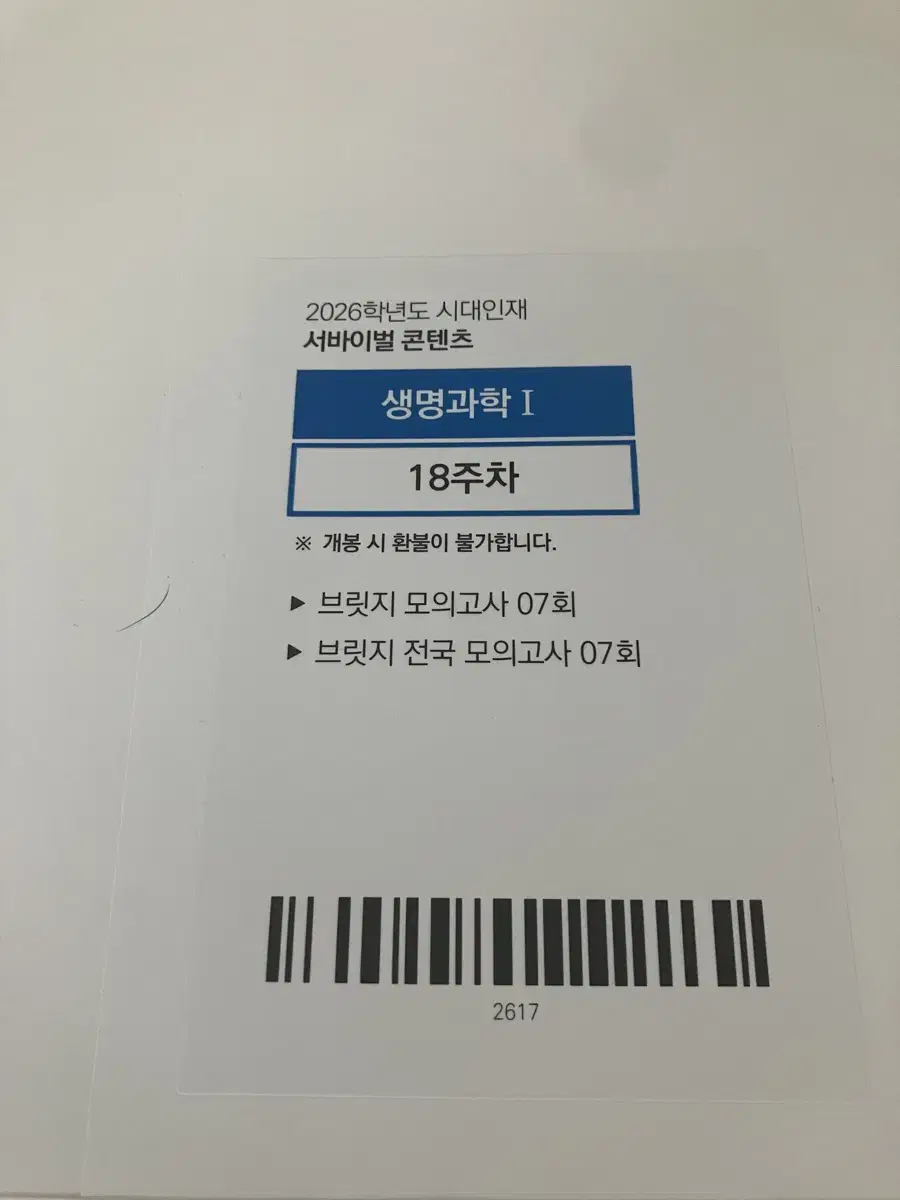 2026학년도 시대인재
서바이벌 콘텐츠
생명과학 I
18주차
※ 개봉 시 환불이 불가합니다.
▶ 브릿지 모의고사 07회
▶ 브릿지 전국 모의고사 07회
2617